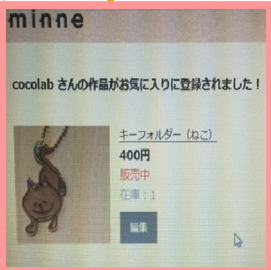 minne
cocolab さんの作品がお気に入りに登録されました！
キーフォルダー（ねこ）
400円
販売中
在庫：1
編集